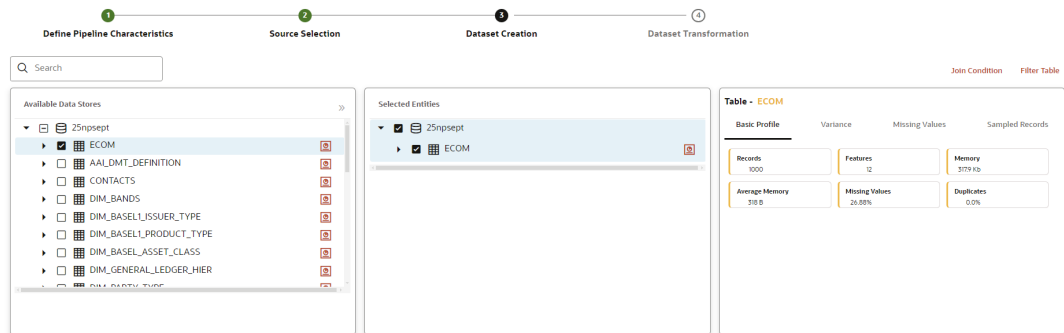 1
2
3
4
Define Pipeline Characteristics
Source Selection
Dataset Creation
Dataset Transformation
Search
Join Condition
Filter Table
Available Data Stores
25npsept
ECOM
AAI_DMT_DEFINITION
CONTACTS
DIM_BANDS
DIM_BASEL1_ISSUER_TYPE
DIM_BASEL1_PRODUCT_TYPE
DIM_BASEL_ASSET_CLASS
DIM_GENERAL_LEDGER_HIER
DIM_PARTY_TYPE
Selected Entities
25npsept
ECOM
Table - ECOM
Basic Profile
Variance
Missing Values
Sampled Records
Records
1000
Features
12
Memory
317.9 Kb
Average Memory
318 B
Missing Values
26.88%
Duplicates
0.0%